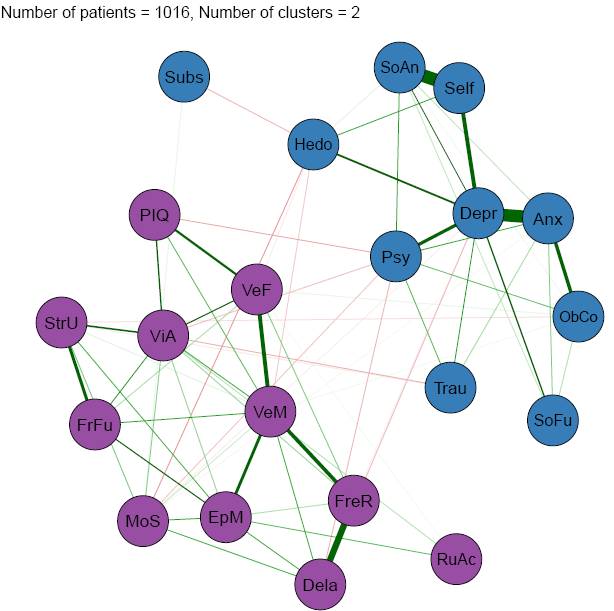 Number of patients = 1016, Number of clusters = 2
SoAn
Subs
Self
Hedo
PIQ
Depr
Anx
Psy
VeF
ObCo
StrU
ViA
Trau
VeM
SoFu
FrFu
FreR
EpM
MoS
RuAc
Dela